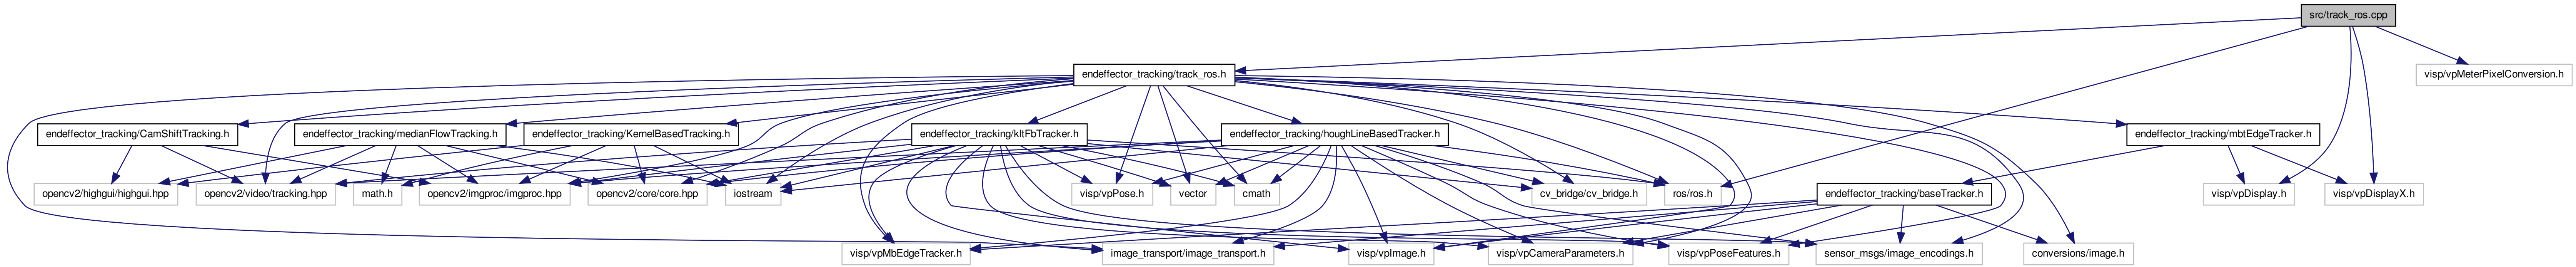 src/track_ros.cpp
endeffector_tracking/track_ros.h
visp/vpMeterPixelConversion.h
endeffector_tracking/CamShiftTracking.h
endeffector_tracking/medianFlowTracking.h
endeffector_tracking/KernelBasedTracking.h
endeffector_tracking/kltFbTracker.h
endeffector_tracking/houghLineBasedTracker.h
endeffector_tracking/mbtEdgeTracker.h
opencv2/highgui/highgui.hpp
opencv2/video/tracking.hpp
math.h
opencv2/imgproc/imgproc.hpp
opencv2/core/core.hpp
iostream
visp/vpPose.h
vector
cmath
cv_bridge/cv_bridge.h
ros/ros.h
endeffector_tracking/baseTracker.h
visp/vpDisplay.h
visp/vpDisplayX.h
visp/vpMbEdgeTracker.h
image_transport/image_transport.h
visp/vpImage.h
visp/vpCameraParameters.h
visp/vpPoseFeatures.h
sensor_msgs/image_encodings.h
conversions/image.h